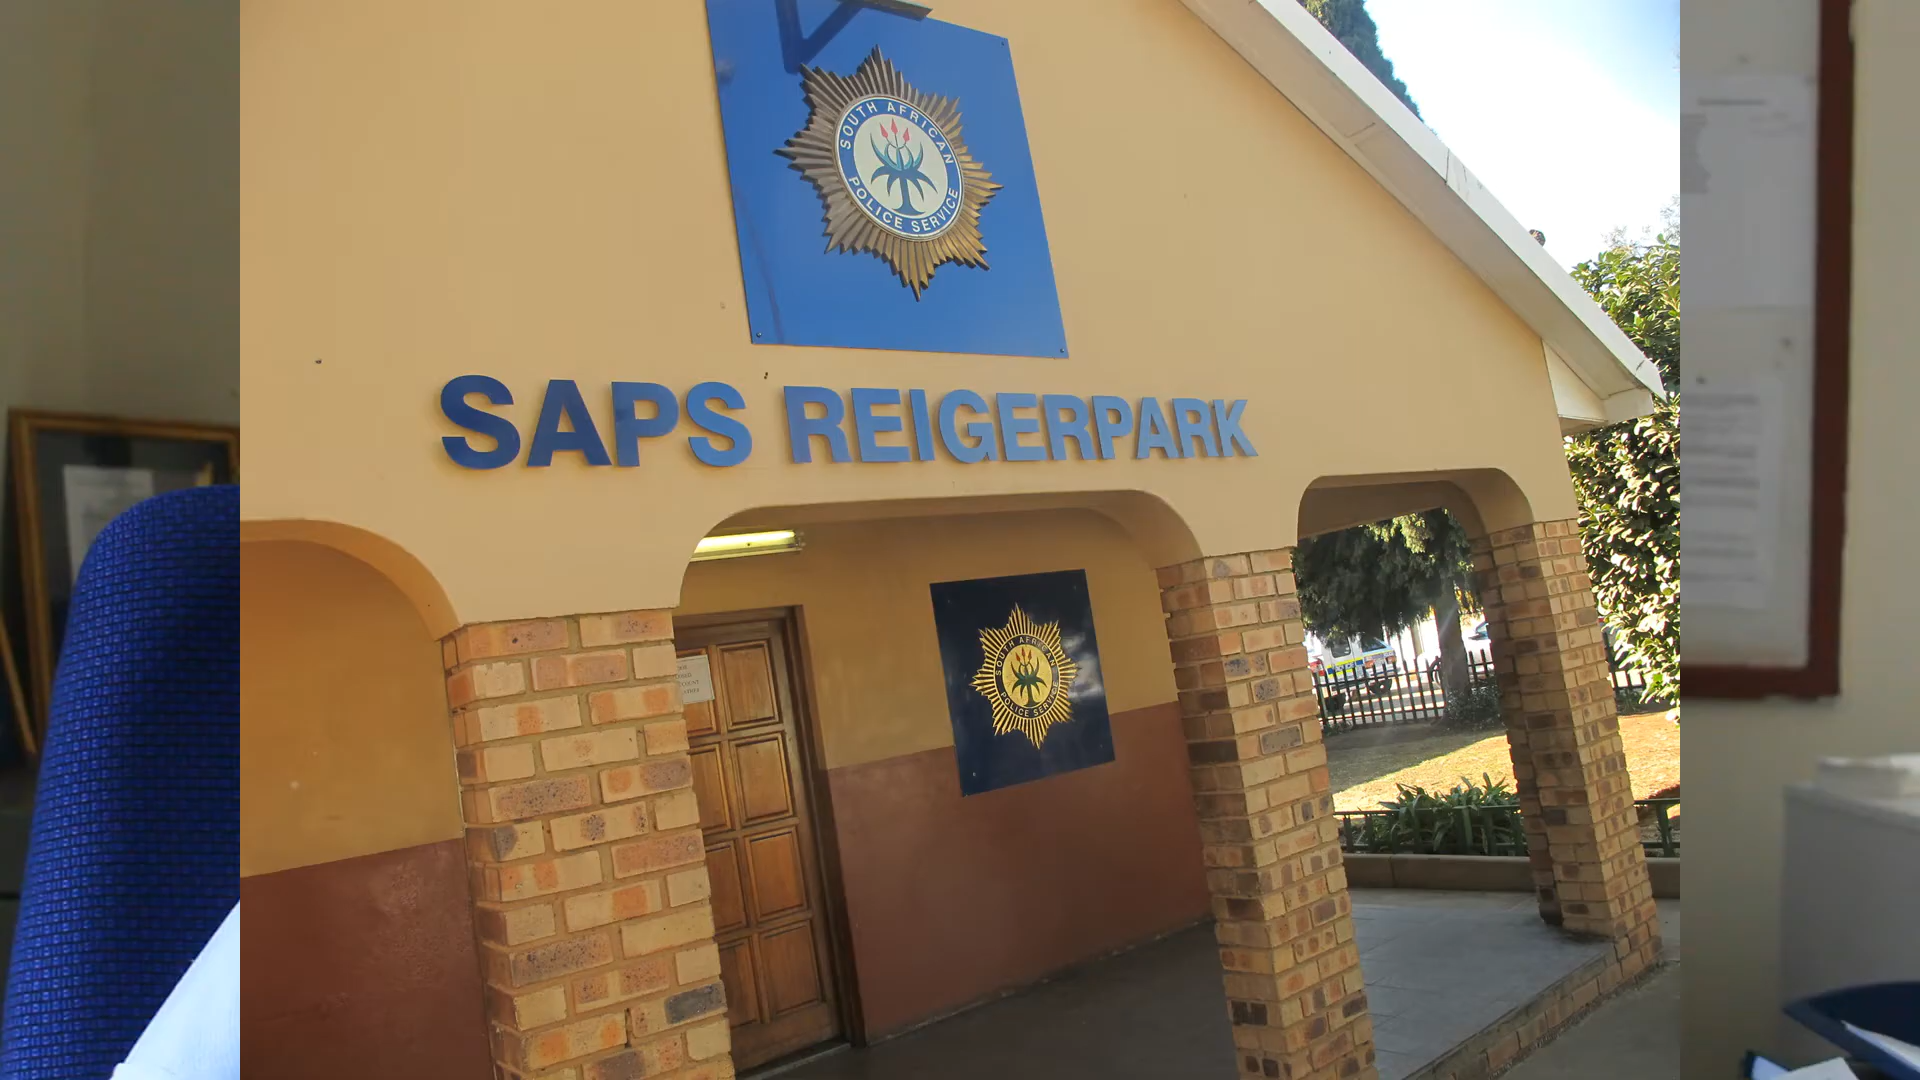 SOUTH AFRICAN
POLICE SERVICE
SAPS REIGERPARK
SOUTH AFRICAN
POLICE SERVICE